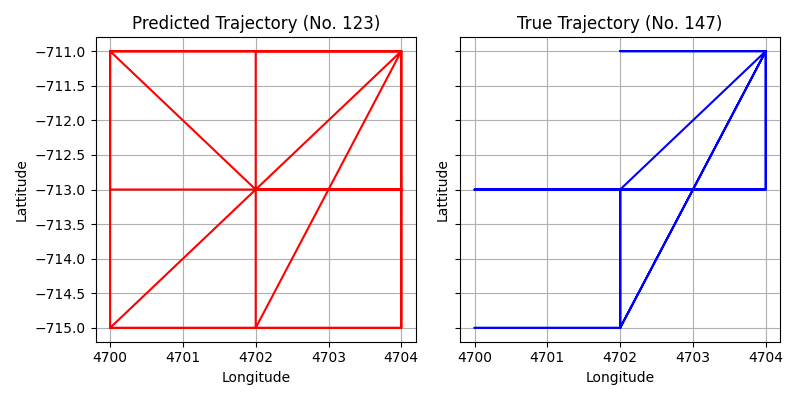 Predicted Trajectory (No. 123)
True Trajectory (No. 147)
−711.0
−711.5
−712.0
−712.5
−713.0
−713.5
−714.0
−714.5
−715.0
Lattitude
Lattitude
4700 4701 4702 4703 4704
4700 4701 4702 4703 4704
Longitude
Longitude